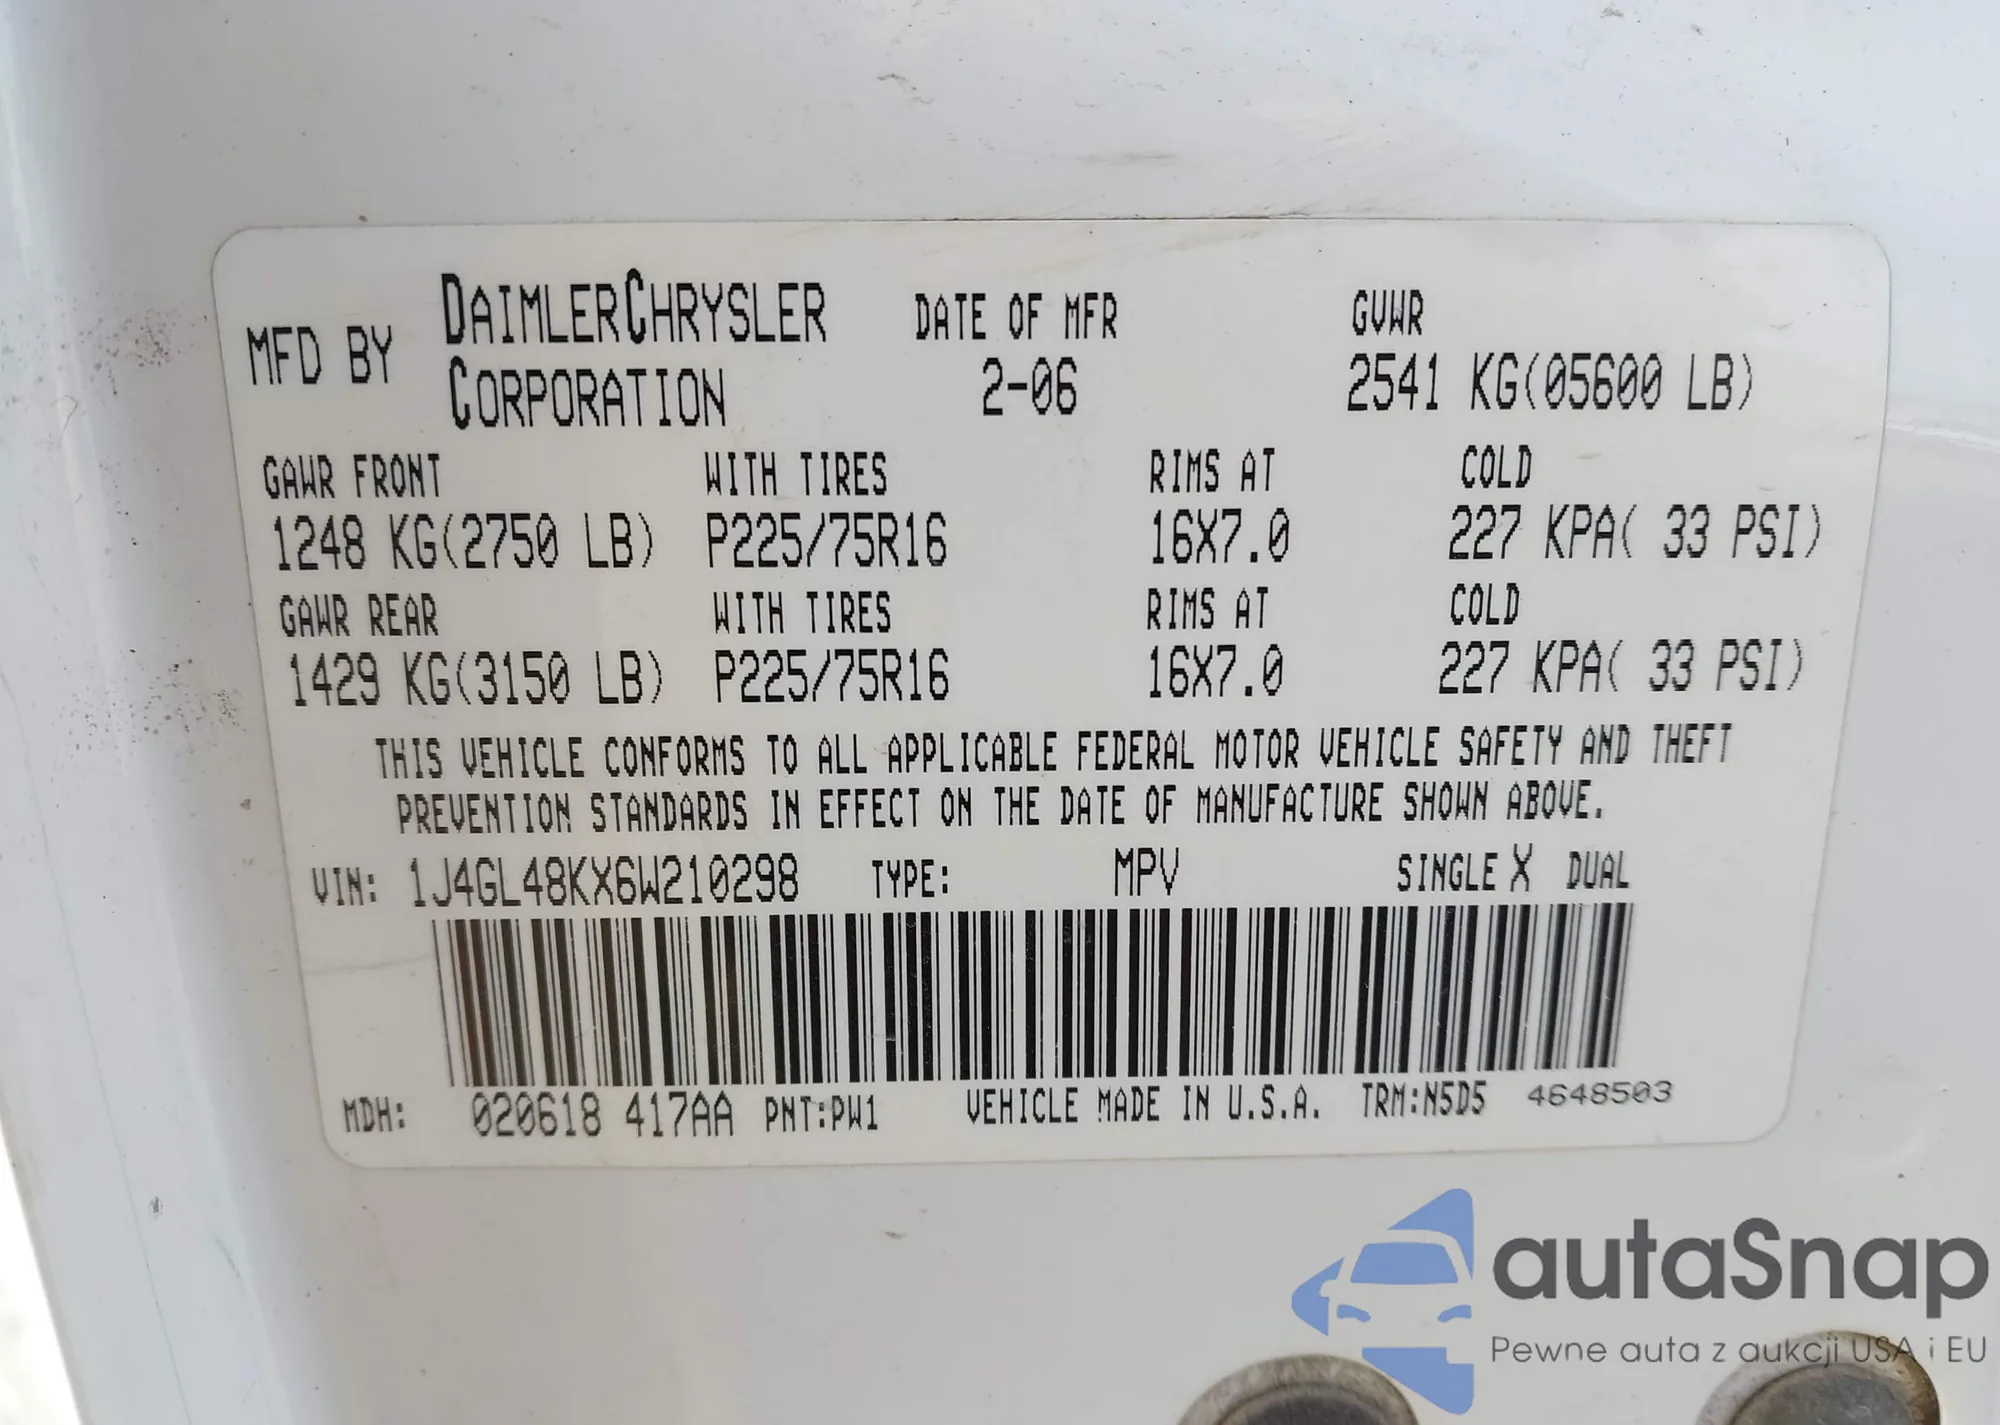 MFD BY DAIMLERCHRYSLER CORPORATION DATE OF MFR 2-06 GVWR 2541 KG(05600 LB)
GAWR FRONT WITH TIRES RIMS AT COLD
1248 KG(2750 LB) P225/75R16 16X7.0 227 KPA( 33 PSI)
GAWR REAR WITH TIRES RIMS AT COLD
1429 KG(3150 LB) P225/75R16 16X7.0 227 KPA( 33 PSI)
THIS VEHICLE CONFORMS TO ALL APPLICABLE FEDERAL MOTOR VEHICLE SAFETY AND THEFT
PREVENTION STANDARDS IN EFFECT ON THE DATE OF MANUFACTURE SHOWN ABOVE.
VIN: 1J4GL48KX6W210298 TYPE: MPV SINGLE X DUAL
MDH: 020618 417AA PNT:PW1 VEHICLE MADE IN U.S.A. TRM:N5D5 4648503
autaSnap
Pewne auta z aukcji USA i EU